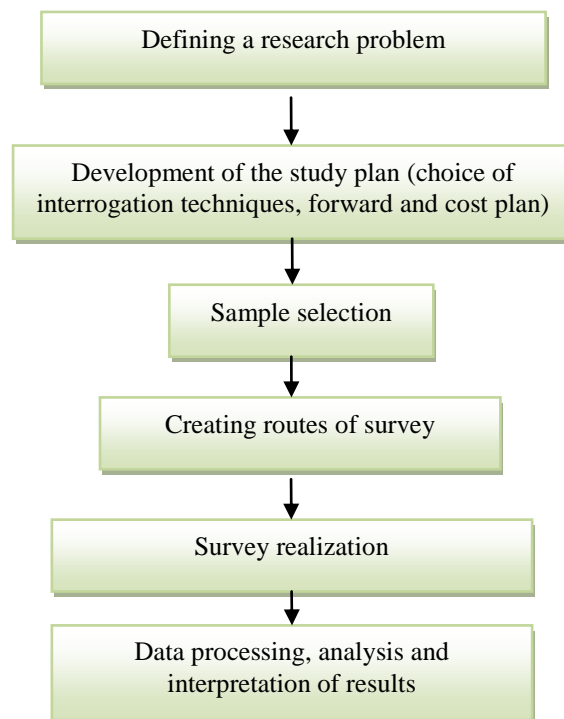 Defining a research problem
Development of the study plan (choice of
interrogation techniques, forward and cost plan)
Sample selection
Creating routes of survey
Survey realization
Data processing, analysis and
interpretation of results